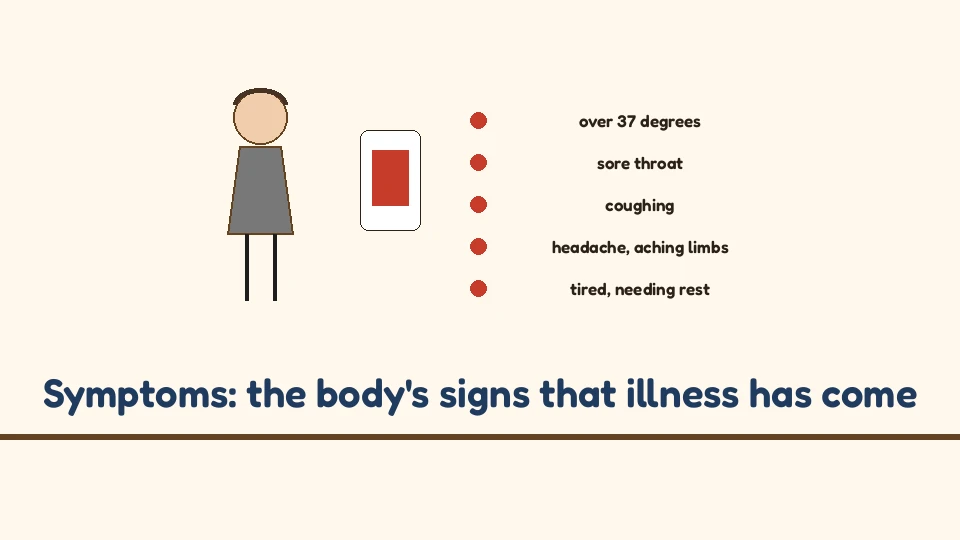 over 37 degrees
sore throat
coughing
headache, aching limbs
tired, needing rest
Symptoms: the body's signs that illness has come